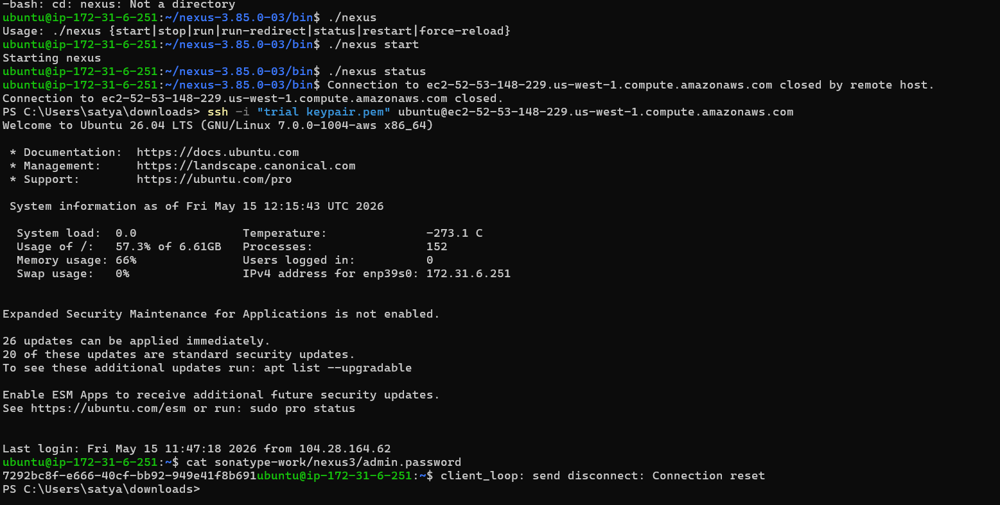 -bash: cd: nexus: Not a directory
ubuntu@ip-172-31-6-251:~/nexus-3.85.0-03/bin$ ./nexus
Usage: ./nexus {start|stop|run|run-redirect|status|restart|force-reload}
ubuntu@ip-172-31-6-251:~/nexus-3.85.0-03/bin$ ./nexus start
Starting nexus
ubuntu@ip-172-31-6-251:~/nexus-3.85.0-03/bin$ ./nexus status
ubuntu@ip-172-31-6-251:~/nexus-3.85.0-03/bin$ Connection to ec2-52-53-148-229.us-west-1.compute.amazonaws.com closed by remote host.
Connection to ec2-52-53-148-229.us-west-1.compute.amazonaws.com closed.
PS C:\Users\satya\downloads> ssh -i "trial keypair.pem" ubuntu@ec2-52-53-148-229.us-west-1.compute.amazonaws.com
Welcome to Ubuntu 26.04 LTS (GNU/Linux 7.0.0-1004-aws x86_64)

 * Documentation:  https://docs.ubuntu.com
 * Management:     https://landscape.canonical.com
 * Support:        https://ubuntu.com/pro

 System information as of Fri May 15 12:15:43 UTC 2026

  System load:  0.0               Temperature:              -273.1 C
  Usage of /:   57.3% of 6.61GB   Processes:                152
  Memory usage: 66%               Users logged in:          0
  Swap usage:   0%                IPv4 address for enp39s0: 172.31.6.251

Expanded Security Maintenance for Applications is not enabled.

26 updates can be applied immediately.
20 of these updates are standard security updates.
To see these additional updates run: apt list --upgradable

Enable ESM Apps to receive additional future security updates.
See https://ubuntu.com/esm or run: sudo pro status

Last login: Fri May 15 11:47:18 2026 from 104.28.164.62
ubuntu@ip-172-31-6-251:~$ cat sonatype-work/nexus3/admin.password
7292bc8f-e666-40cf-bb92-949e41f8b691ubuntu@ip-172-31-6-251:~$ client_loop: send disconnect: Connection reset
PS C:\Users\satya\downloads>